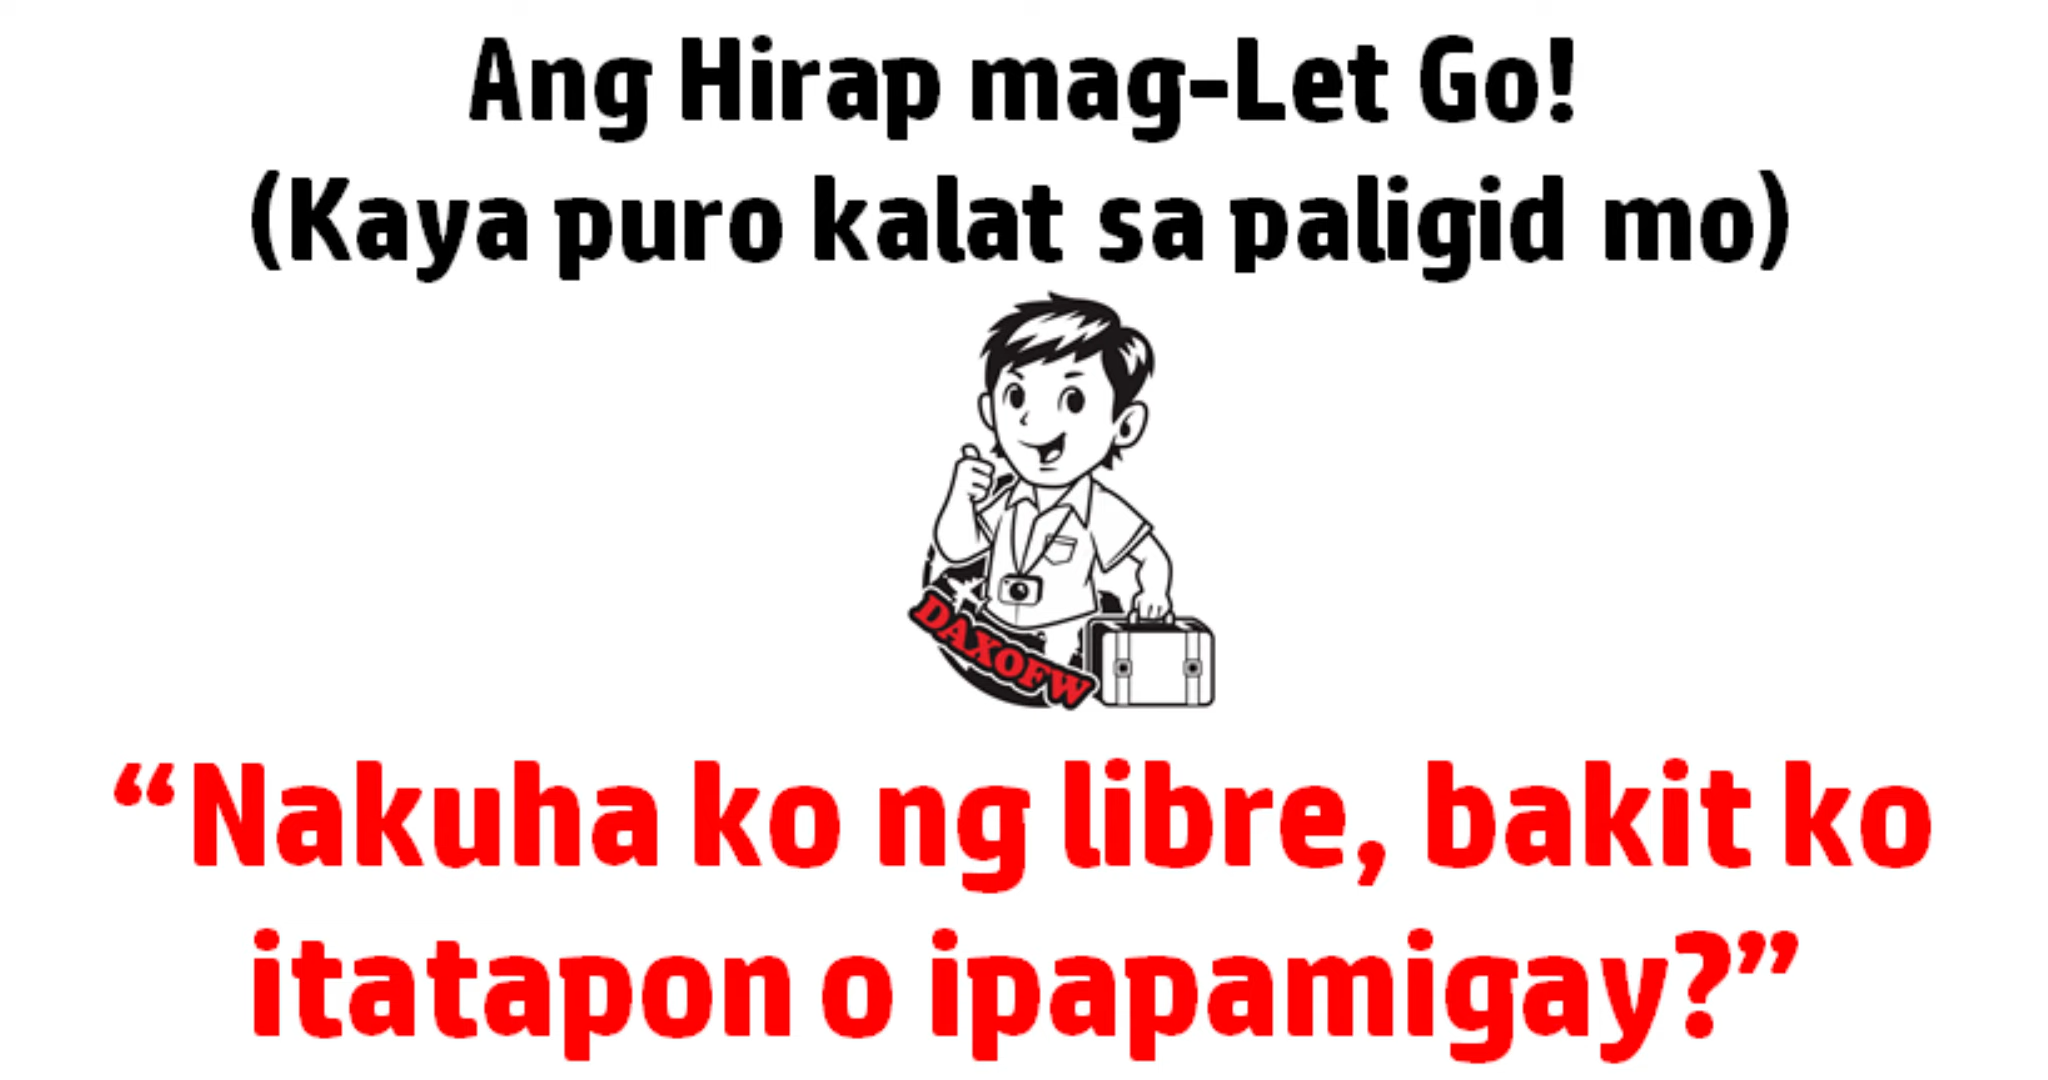 Ang Hirap mag-Let Go!
(Kaya puro kalat sa paligid mo)
DAXOFW
“Nakuha ko ng libre, bakit ko
itatapon o ipapamigay?”